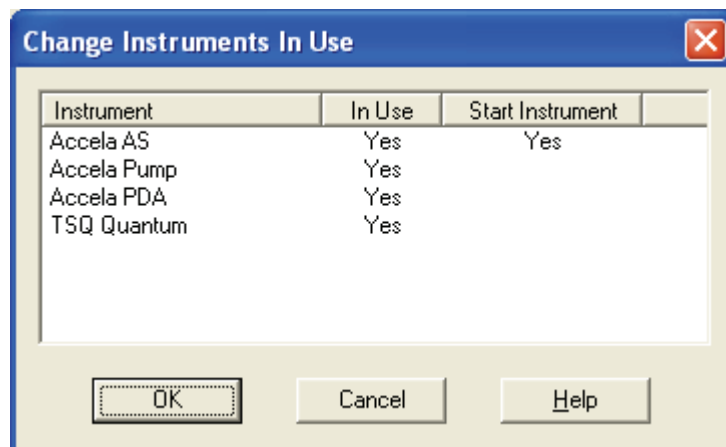 Change Instruments In Use
Instrument In Use Start Instrument
Accela AS Yes Yes
Accela Pump Yes
Accela PDA Yes
TSQ Quantum Yes
OK Cancel Help